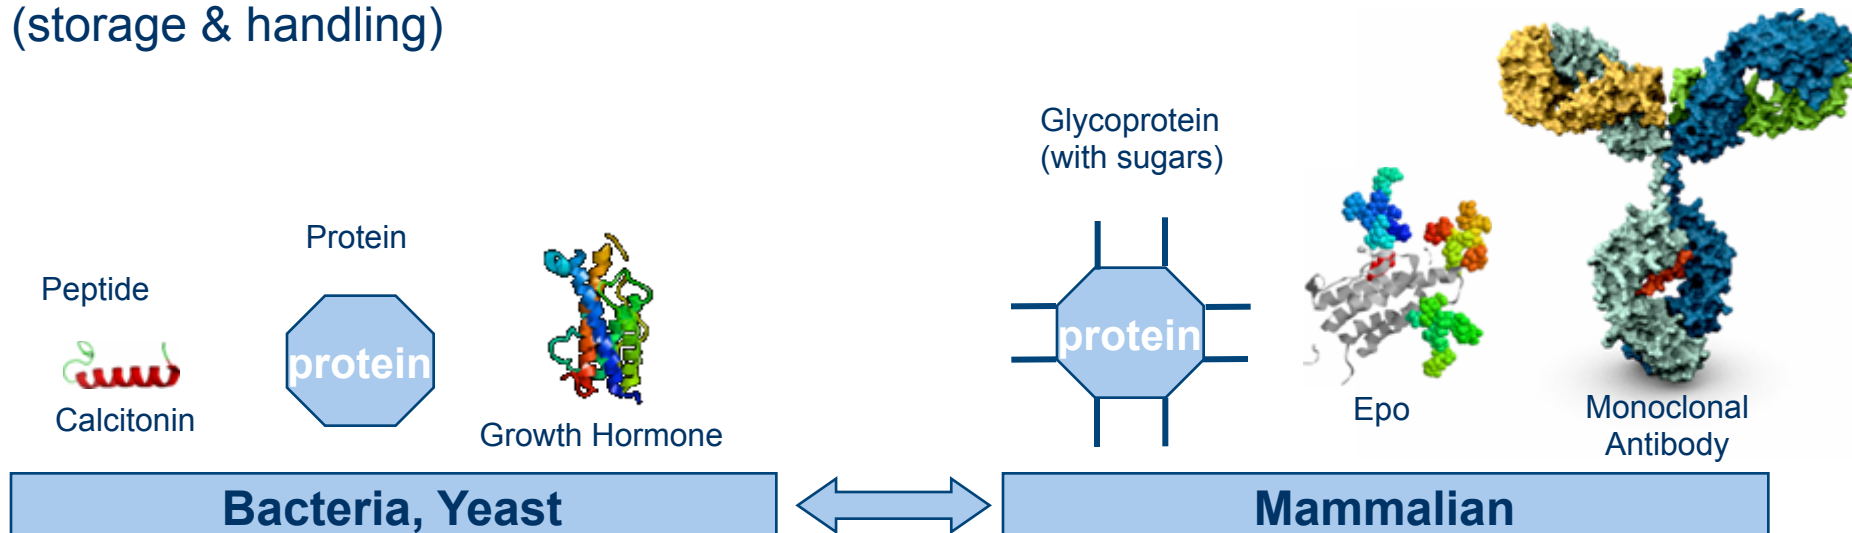 (storage & handling)
Glycoprotein
(with sugars)
Protein
Peptide
protein
protein
Calcitonin
Growth Hormone
Epo
Monoclonal
Antibody
Bacteria, Yeast
Mammalian